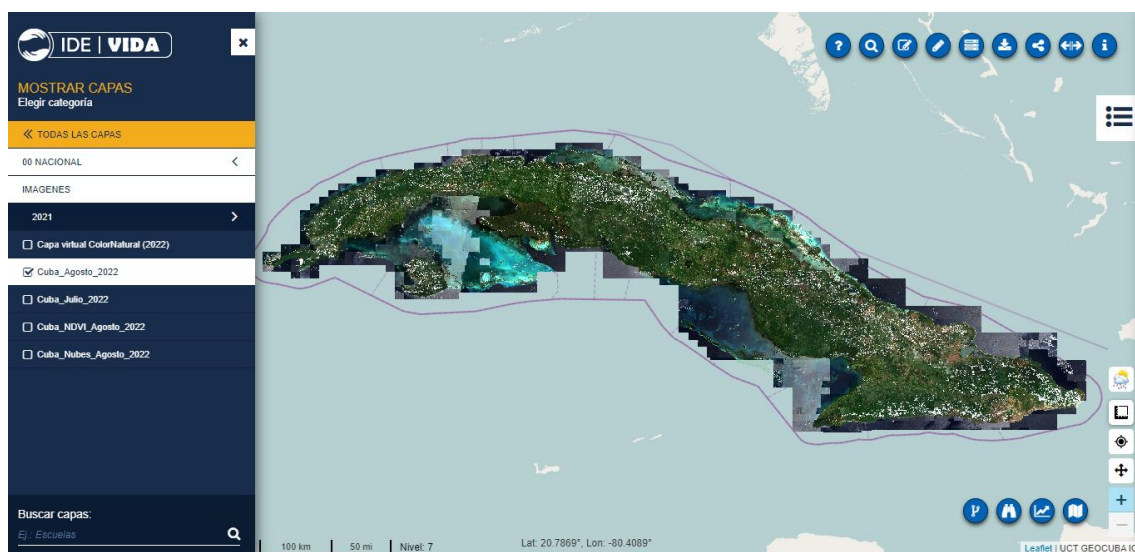 IDE | VIDA
×
MOSTRAR CAPAS
Elegir categoría
TODAS LAS CAPAS
00 NACIONAL
IMAGENES
2021
Capa virtual ColorNatural (2022)
Cuba_Agosto_2022
Cuba_Julio_2022
Cuba_NDVI_Agosto_2022
Cuba_Nubes_Agosto_2022
Buscar capas:
Ej.: Escuelas
100 km
50 mi
Nivel: 7
Lat: 20.7869°, Lon: -80.4089°
Leaflet | UCT GEOCUBA IC